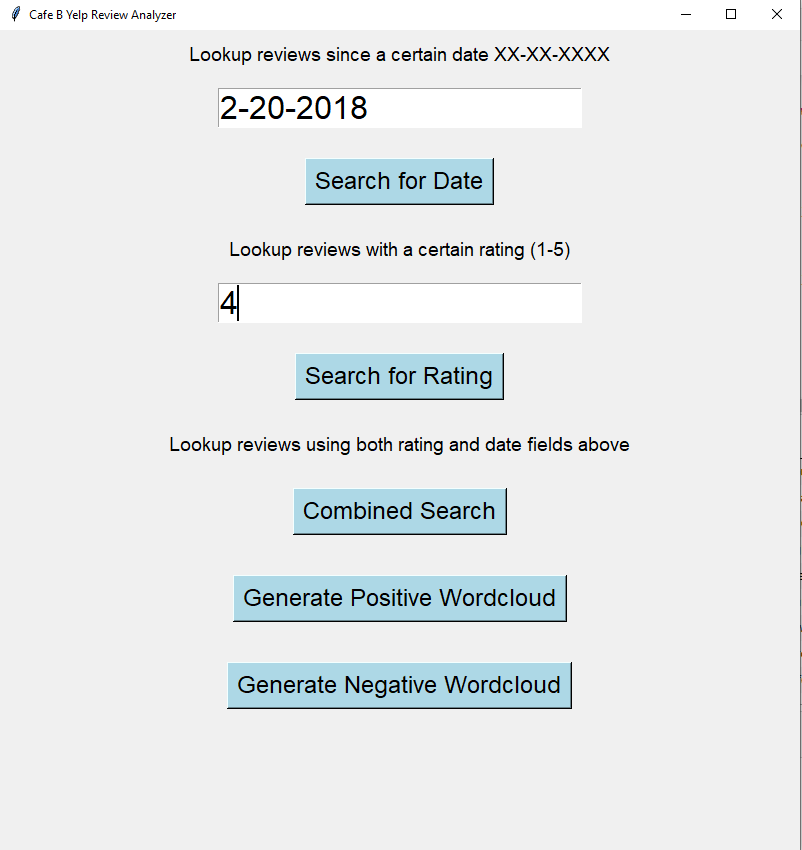 Cafe B Yelp Review Analyzer
Lookup reviews since a certain date XX-XX-XXXX
2-20-2018
Search for Date
Lookup reviews with a certain rating (1-5)
4
Search for Rating
Lookup reviews using both rating and date fields above
Combined Search
Generate Positive Wordcloud
Generate Negative Wordcloud